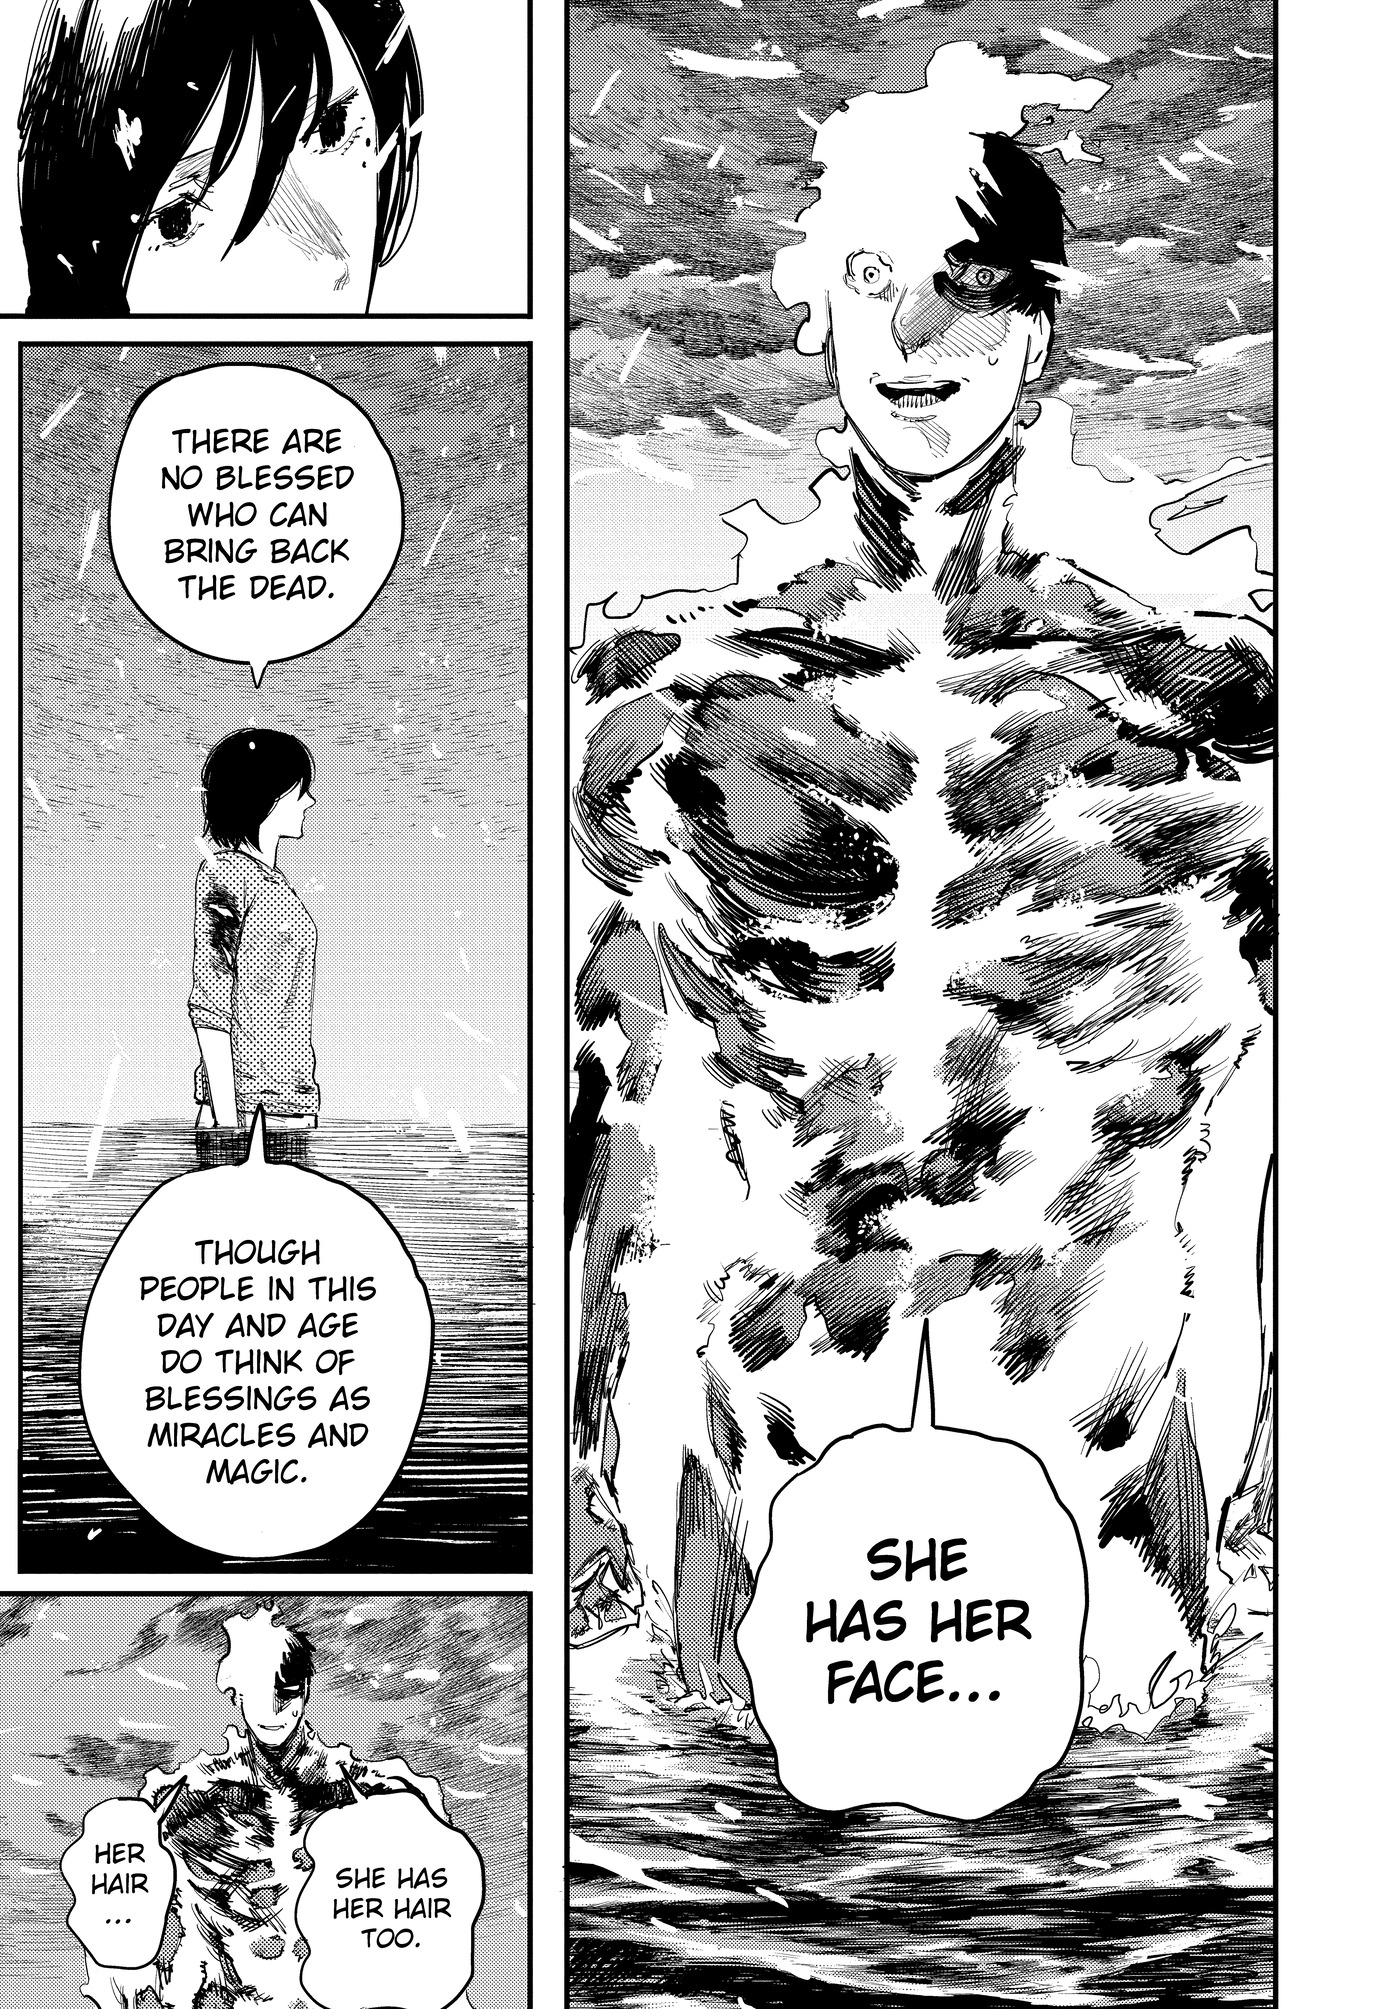 SHE
HAS HER
FACE...
THERE ARE
NO BLESSED
WHO CAN
BRING BACK
THE DEAD.
THOUGH
PEOPLE IN THIS
DAY AND AGE
DO THINK OF
BLESSINGS AS
MIRACLES AND
MAGIC.
SHE HAS
HER HAIR
TOO.
HER
HAIR
...